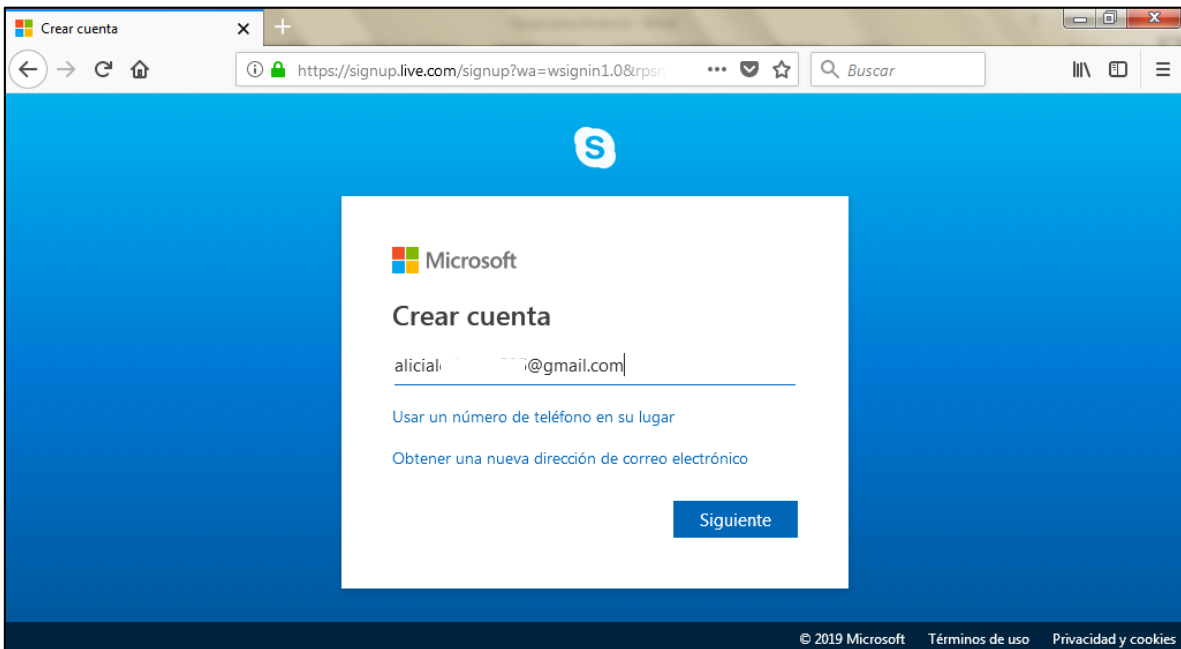 Crear cuenta
https://signup.live.com/signup?wa=wsignin1.0&rpsn
Buscar
Microsoft
Crear cuenta
@gmail.com
Usar un número de teléfono en su lugar
Obtener una nueva dirección de correo electrónico
Siguiente
© 2019 Microsoft Términos de uso Privacidad y cookies